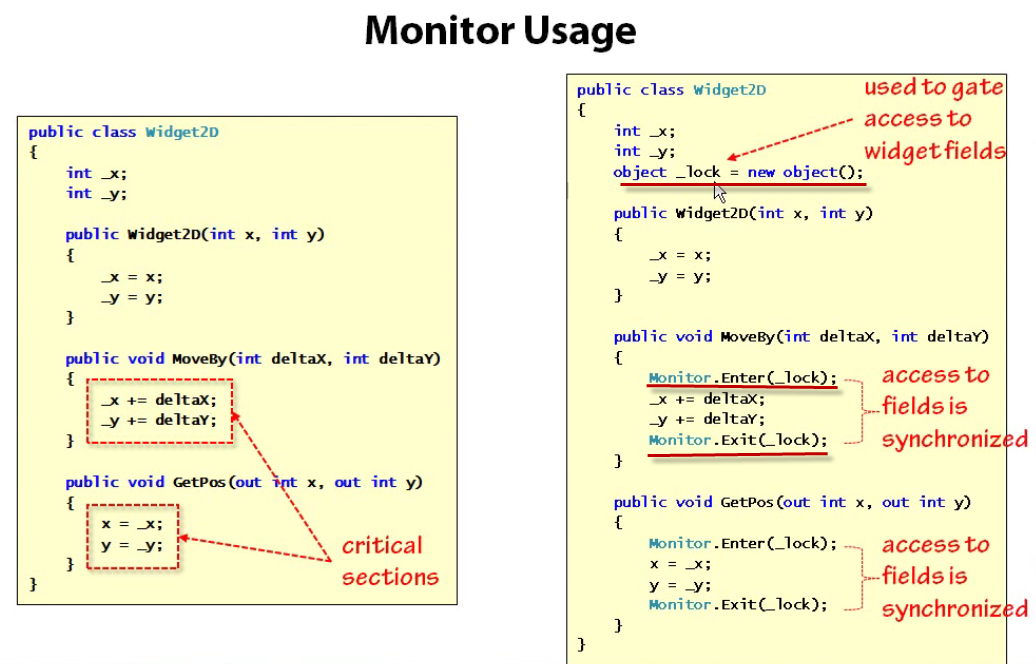 Monitor Usage
public class Widget2D
{
int _x;
int _y;
public Widget2D(int x, int y)
{
_x = x;
_y = y;
}
public void MoveBy(int deltaX, int deltaY)
{
_x += deltaX;
_y += deltaY;
}
public void GetPos(out int x, out int y)
{
x = _x;
y = _y;
}
}
critical
sections
public class Widget2D
{
int _x;
int _y;
object _lock = new object();
public Widget2D(int x, int y)
{
_x = x;
_y = y;
}
public void MoveBy(int deltaX, int deltaY)
{
Monitor.Enter(_lock);
_x += deltaX;
_y += deltaY;
Monitor.Exit(_lock);
}
public void GetPos(out int x, out int y)
{
Monitor.Enter(_lock);
x = _x;
y = _y;
Monitor.Exit(_lock);
}
}
used to gate
access to
widget fields
access to
fields is
synchronized
access to
fields is
synchronized